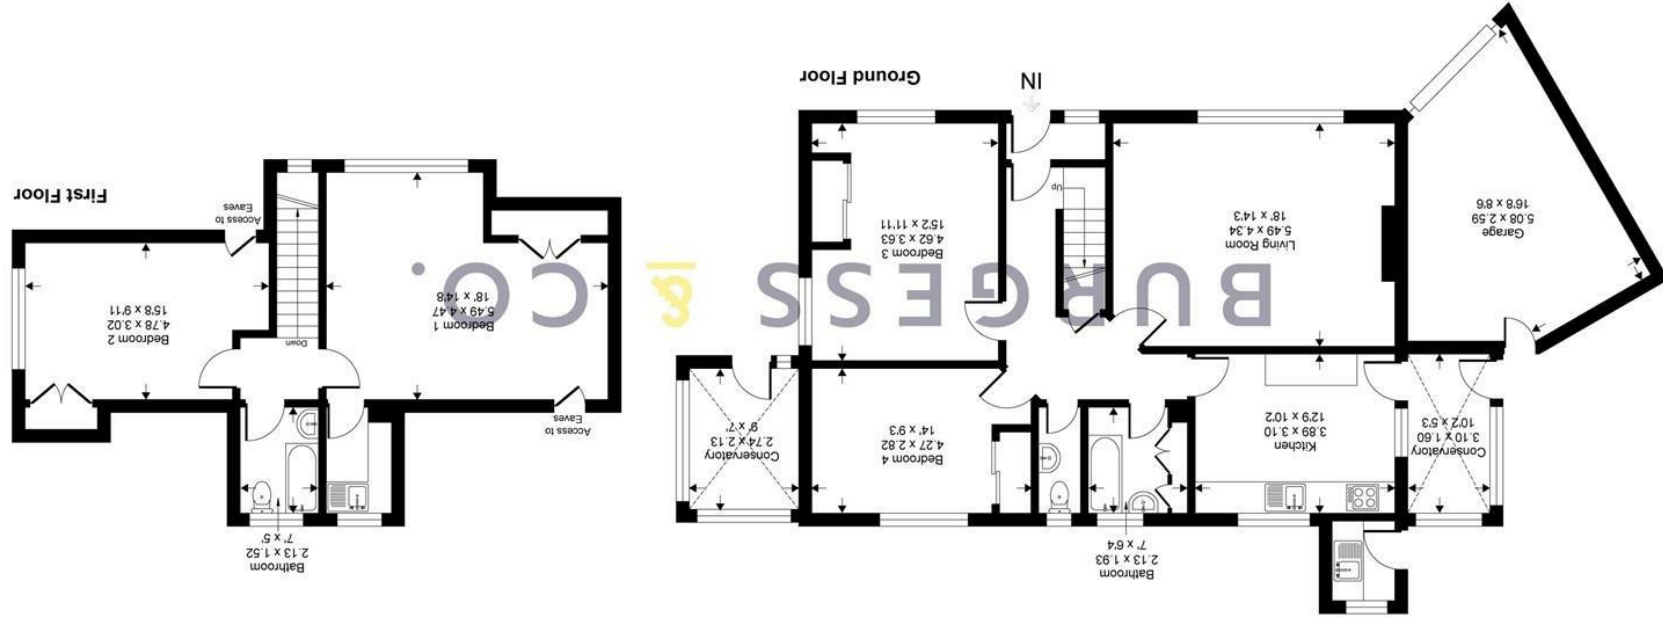 Conservatory
3.10 x 1.60
10'2 x 5'3
Kitchen
3.89 x 3.10
12'9 x 10'2
Bathroom
2.13 x 1.93
7' x 6'4
Bedroom 4
4.27 x 2.82
14' x 9'3
Conservatory
2.74 x 2.13
9' x 7'
Garage
5.08 x 2.59
16'8 x 8'6
Living Room
5.49 x 4.34
18' x 14'3
Up
Bedroom 3
4.62 x 3.63
15'2 x 11'11
IN
Ground Floor
Bathroom
2.13 x 1.52
7' x 5'
Access to
Eaves
Bedroom 1
5.49 x 4.47
18' x 14'8
Down
Bedroom 2
4.78 x 3.02
15'8 x 9'11
Access to
Eaves
First Floor
BURGESS & CO.